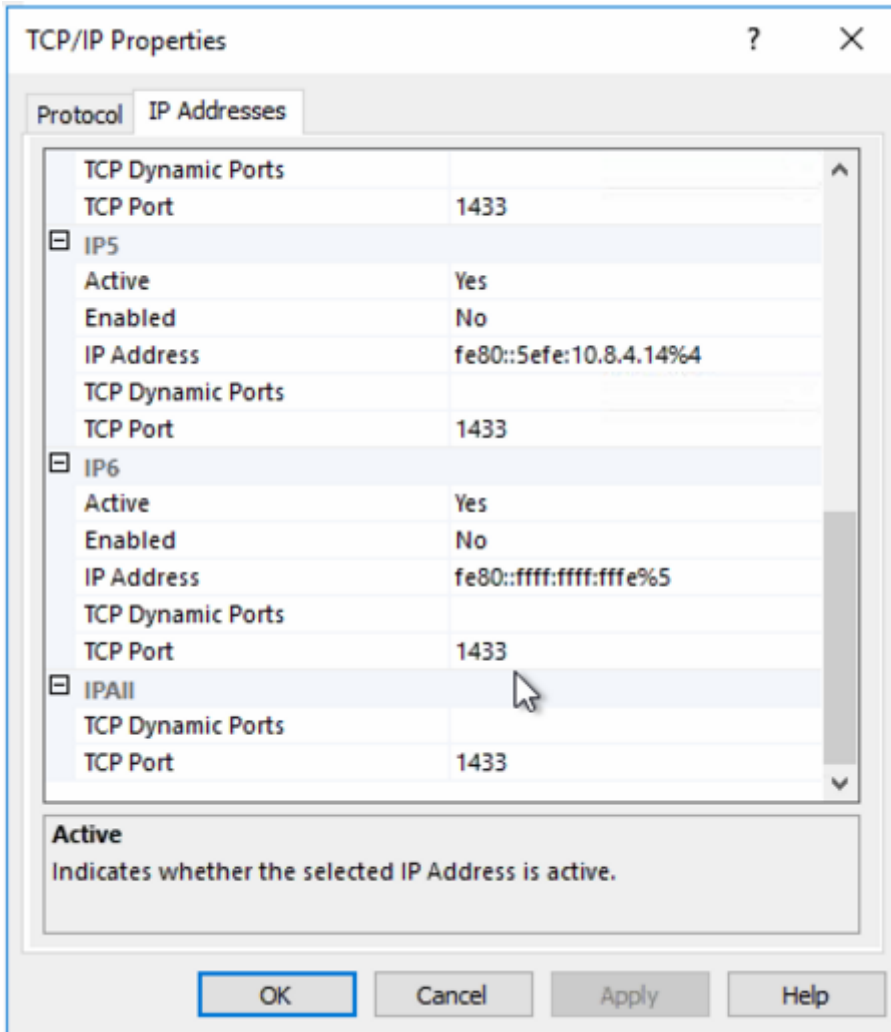 TCP/IP Properties ? ×
Protocol IP Addresses
TCP Dynamic Ports
TCP Port 1433
IP5
Active Yes
Enabled No
IP Address fe80::5efe:10.8.4.14%4
TCP Dynamic Ports
TCP Port 1433
IP6
Active Yes
Enabled No
IP Address fe80::ffff:ffff:fffe%5
TCP Dynamic Ports
TCP Port 1433
IPAll
TCP Dynamic Ports
TCP Port 1433
Active
Indicates whether the selected IP Address is active.
OK Cancel Apply Help